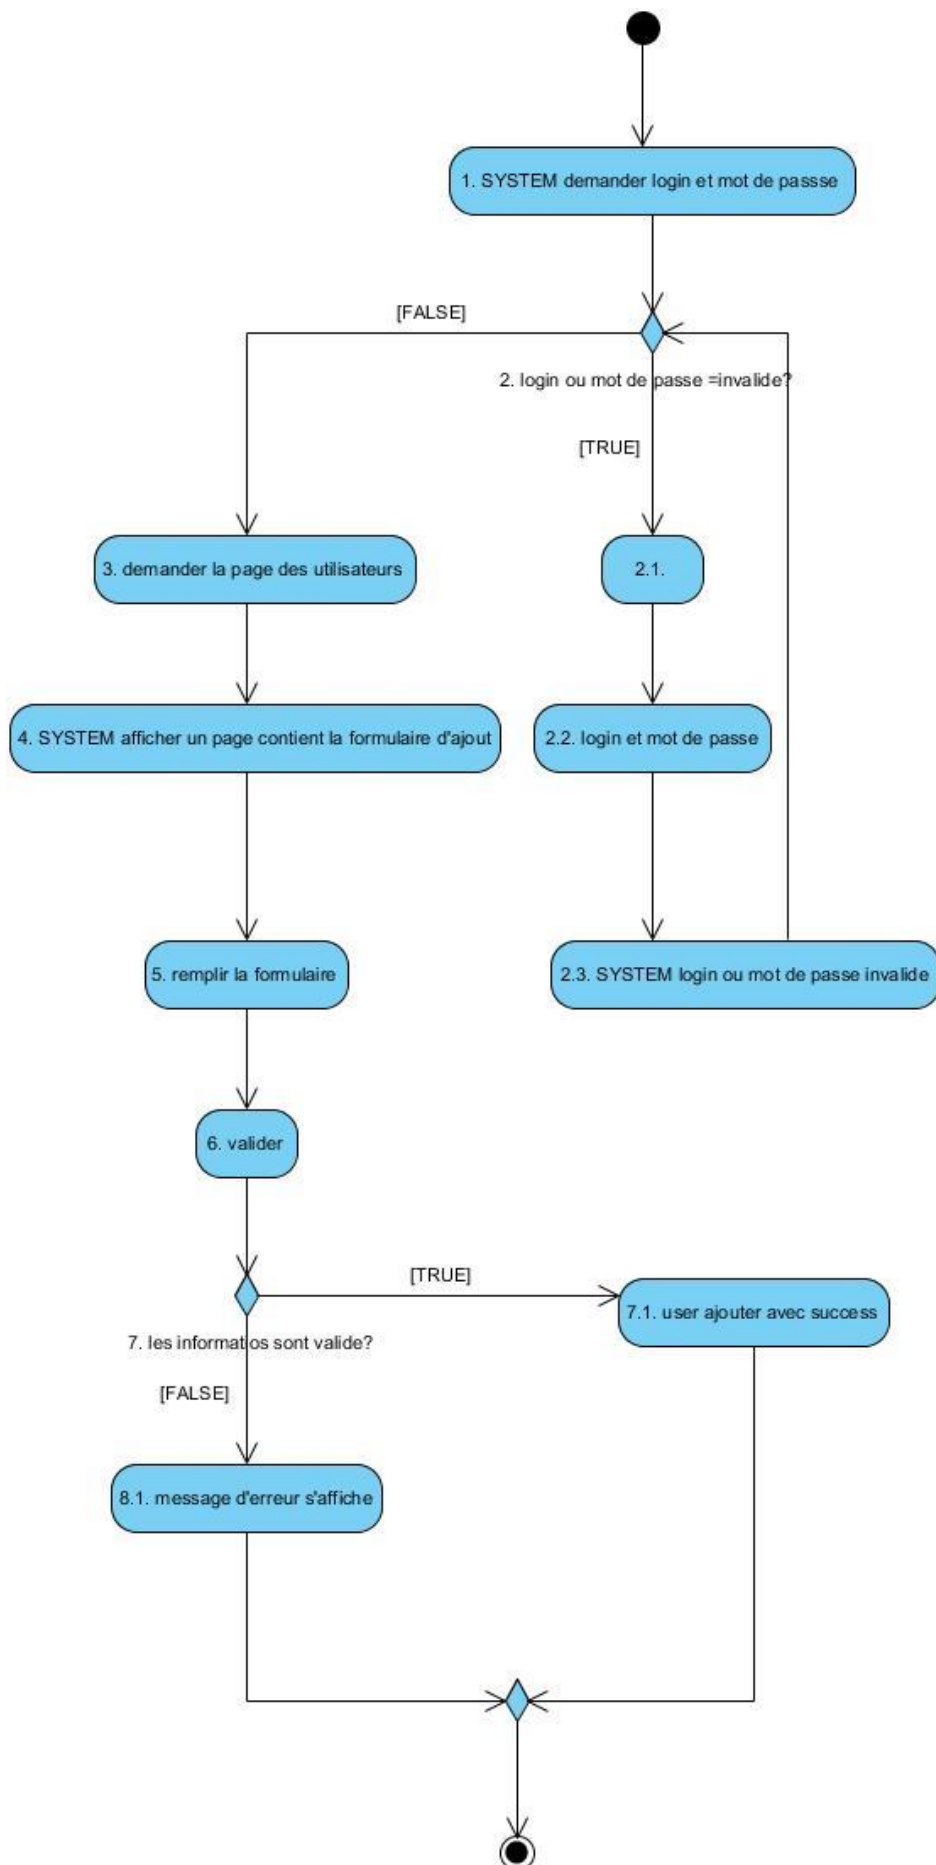 1. SYSTEM demander login et mot de passse
[FALSE]
2. login ou mot de passe =invalide?
[TRUE]
3. demander la page des utilisateurs
2.1.
4. SYSTEM afficher un page contient la formulaire d'ajout
2.2. login et mot de passe
5. remplir la formulaire
2.3. SYSTEM login ou mot de passe invalide
6. valider
[TRUE]
7.1. user ajouter avec success
7. les informatios sont valide?
[FALSE]
8.1. message d'erreur s'affiche